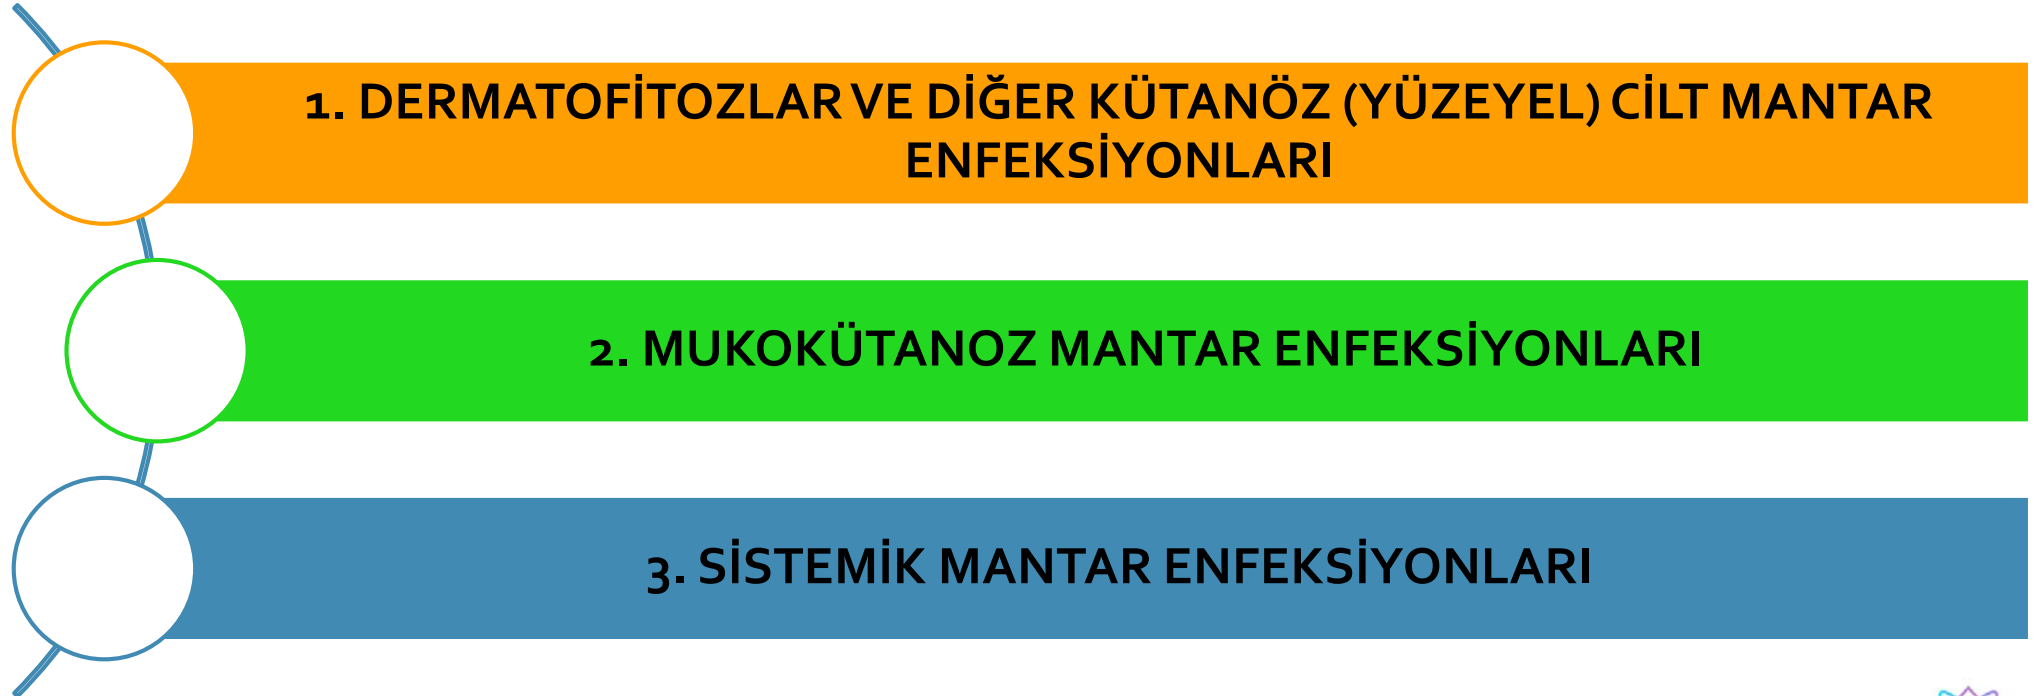 1. DERMATOFİTOZLAR VE DİĞER KÜTANÖZ (YÜZEYEL) CİLT MANTAR
ENFEKSİYONLARI
2. MUKOKÜTANOZ MANTAR ENFEKSİYONLARI
3. SİSTEMİK MANTAR ENFEKSİYONLARI